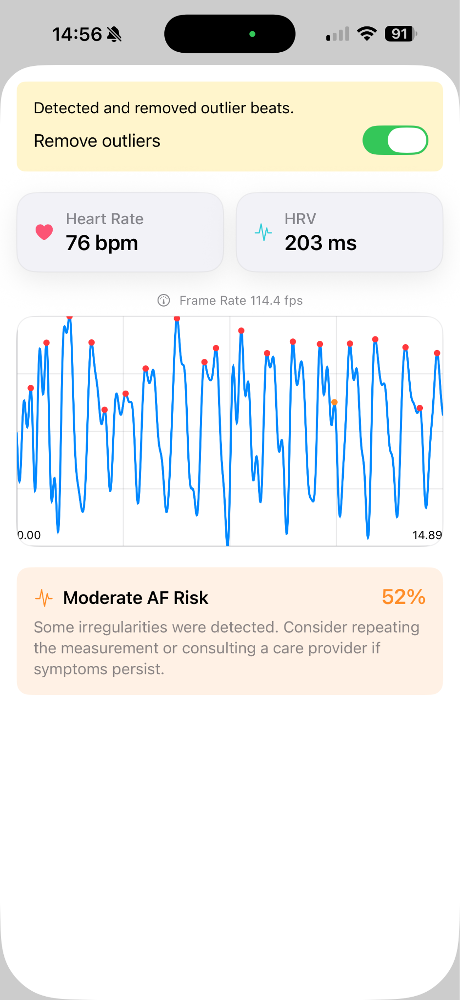 14:56
91
Detected and removed outlier beats.
Remove outliers
Heart Rate
76 bpm
HRV
203 ms
Frame Rate 114.4 fps
0.00
14.89
Moderate AF Risk
52%
Some irregularities were detected. Consider repeating
the measurement or consulting a care provider if
symptoms persist.